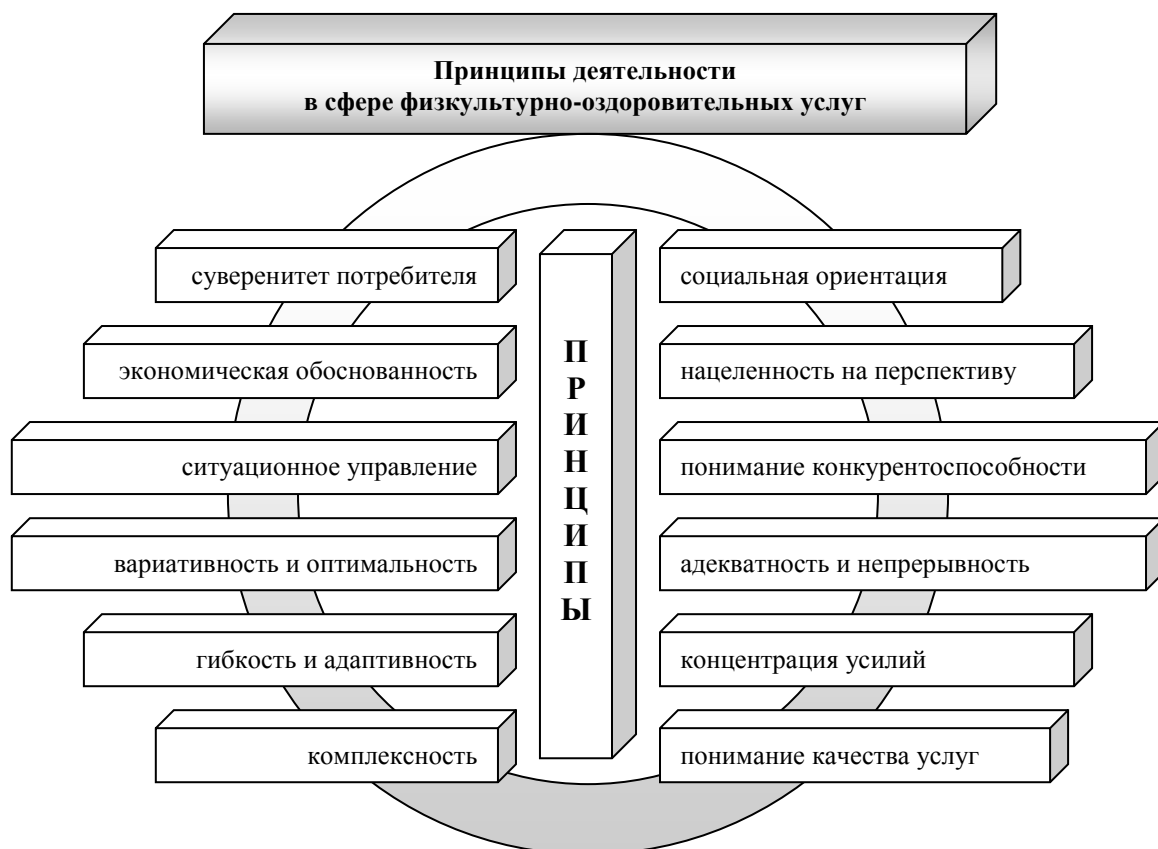 Принципы деятельности
в сфере физкультурно-оздоровительных услуг
суверенитет потребителя
экономическая обоснованность
ситуационное управление
вариативность и оптимальность
гибкость и адаптивность
комплексность
ПРИНЦИПЫ
социальная ориентация
нацеленность на перспективу
понимание конкурентоспособности
адекватность и непрерывность
концентрация усилий
понимание качества услуг